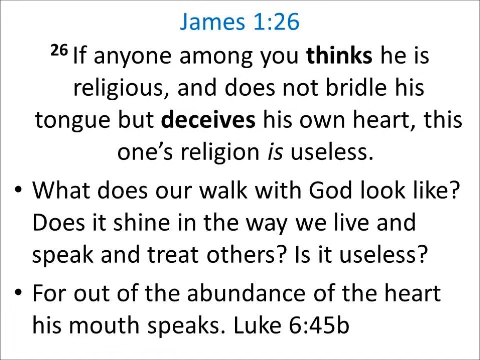 James 1:26
26 If anyone among you thinks he is
religious, and does not bridle his
tongue but deceives his own heart, this
one's religion is useless.
• What does our walk with God look like?
Does it shine in the way we live and
speak and treat others? Is it useless?
• For out of the abundance of the heart
his mouth speaks. Luke 6:45b